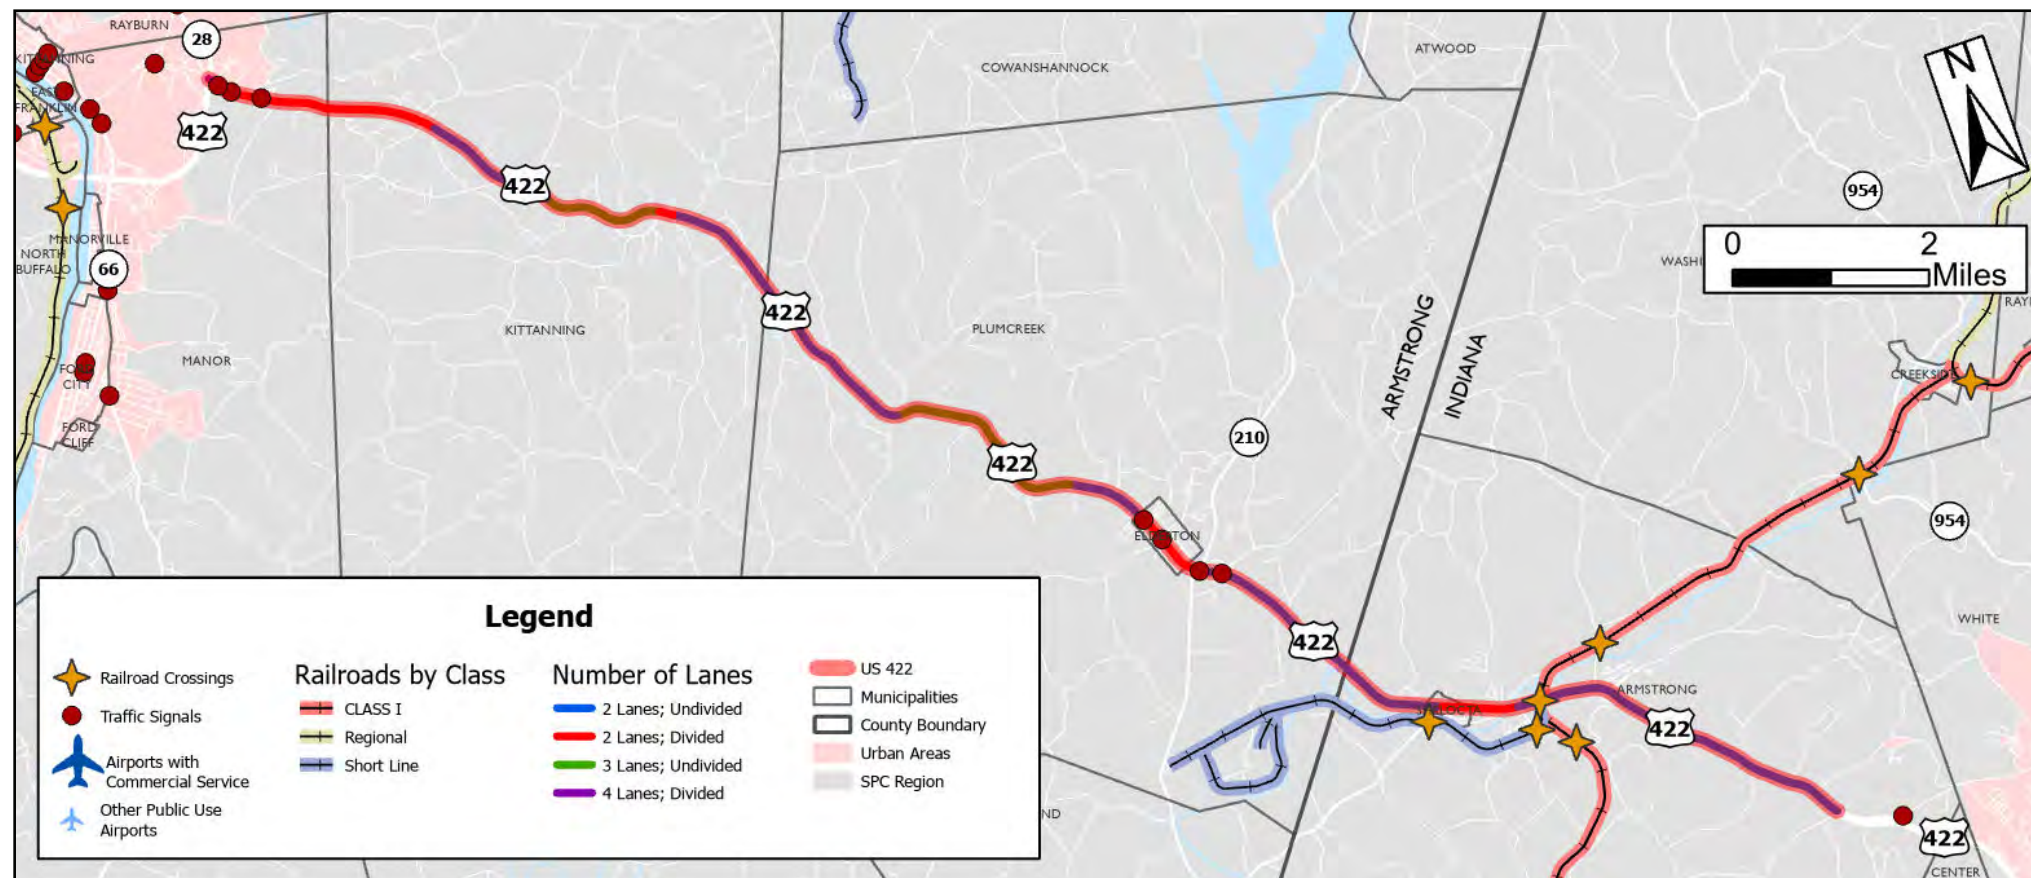 RAYBURN
28
KITTANNING
EAST
FRANKLIN
422
COWANSHANNOCK
ATWOOD
N
954
0 2
Miles
422
MANORVILLE
NORTH
BUFFALO
66
422
KITTANNING
PLUMCREEK
MANOR
FORD
CITY
FORD
CLIFF
ARMSTRONG
INDIANA
CREEKSIDE
422
210
954
ELDERTON
WHITE
422
ARMSTRONG
422
422
CENTER
Legend
Railroad Crossings
Traffic Signals
Airports with
Commercial Service
Other Public Use
Airports
Railroads by Class
CLASS I
Regional
Short Line
Number of Lanes
2 Lanes; Undivided
2 Lanes; Divided
3 Lanes; Undivided
4 Lanes; Divided
US 422
Municipalities
County Boundary
Urban Areas
SPC Region